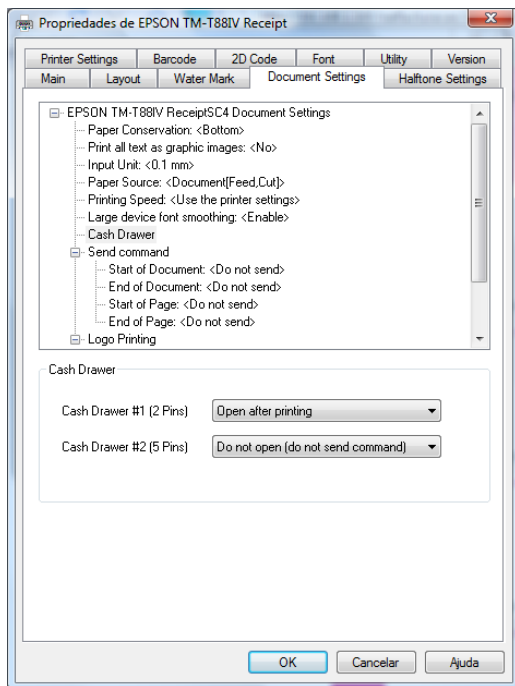 Propriedades de EPSON TM-T88IV Receipt
Printer Settings Barcode 2D Code Font Utility Version
Main Layout Water Mark Document Settings Halftone Settings
EPSON TM-T88IV ReceiptSC4 Document Settings
Paper Conservation: <Bottom>
Print all text as graphic images: <No>
Input Unit: <0.1 mm>
Paper Source: <Document[Feed,Cut]>
Printing Speed: <Use the printer settings>
Large device font smoothing: <Enable>
Cash Drawer
Send command
Start of Document: <Do not send>
End of Document: <Do not send>
Start of Page: <Do not send>
End of Page: <Do not send>
Logo Printing
Cash Drawer
Cash Drawer #1 (2 Pins) Open after printing
Cash Drawer #2 (5 Pins) Do not open (do not send command)
OK Cancelar Ajuda